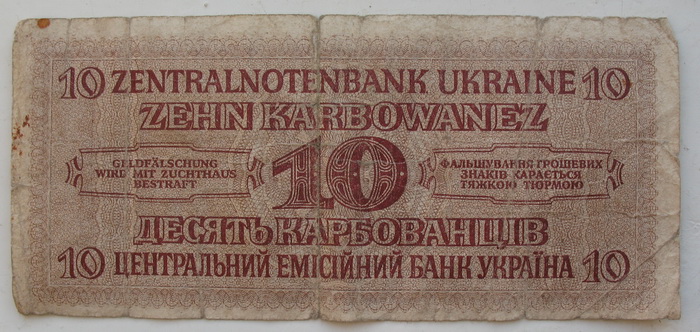 10 ZENTRALNOTENBANK UKRAINE 10
ZEHN KARBOWANEZ
GELDFÄLSCHUNG
WIRD MIT ZUCHTHAUS
BESTRAFT
10
ФАЛЬШУВАННЯ ГРОШЕВИХ
ЗНАКІВ КАРАЄТЬСЯ
ТЯЖКОЮ ТЮРМОЮ
ДЕСЯТЬ КАРБОВАНЦІВ
10 ЦЕНТРАЛЬНИЙ ЕМІСІЙНИЙ БАНК УКРАЇНА 10